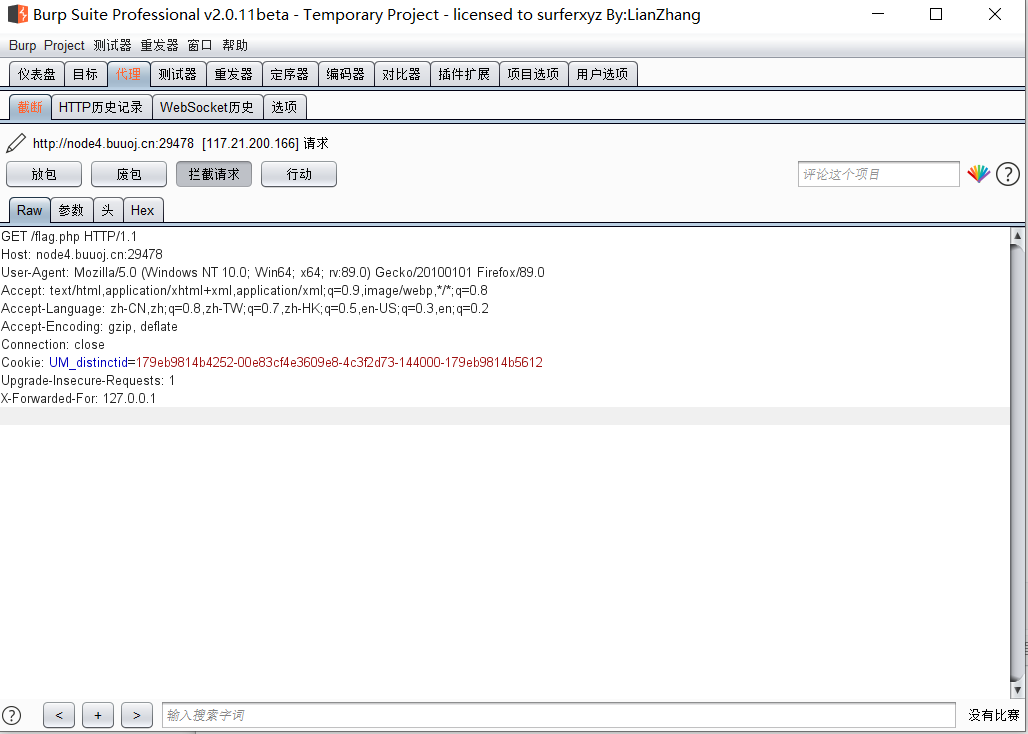 Burp Suite Professional v2.0.11beta - Temporary Project - licensed to surferxyz By:LianZhang
Burp Project 测试器 重发器 窗口 帮助
仪表盘 目标 代理 测试器 重发器 定序器 编码器 对比器 插件扩展 项目选项 用户选项
截断 HTTP历史记录 WebSocket历史 选项
http://node4.buuoj.cn:29478 [117.21.200.166] 请求
放包 废包 拦截请求 行动 评论这个项目 ?
Raw 参数 头 Hex
GET /flag.php HTTP/1.1
Host: node4.buuoj.cn:29478
User-Agent: Mozilla/5.0 (Windows NT 10.0; Win64; x64; rv:89.0) Gecko/20100101 Firefox/89.0
Accept: text/html,application/xhtml+xml,application/xml;q=0.9,image/webp,*/*;q=0.8
Accept-Language: zh-CN,zh;q=0.8,zh-TW;q=0.7,zh-HK;q=0.5,en-US;q=0.3,en;q=0.2
Accept-Encoding: gzip, deflate
Connection: close
Cookie: UM_distinctid=179eb9814b4252-00e83cf4e3609e8-4c3f2d73-144000-179eb9814b5612
Upgrade-Insecure-Requests: 1
X-Forwarded-For: 127.0.0.1
? < + > 输入搜索字词 没有比赛